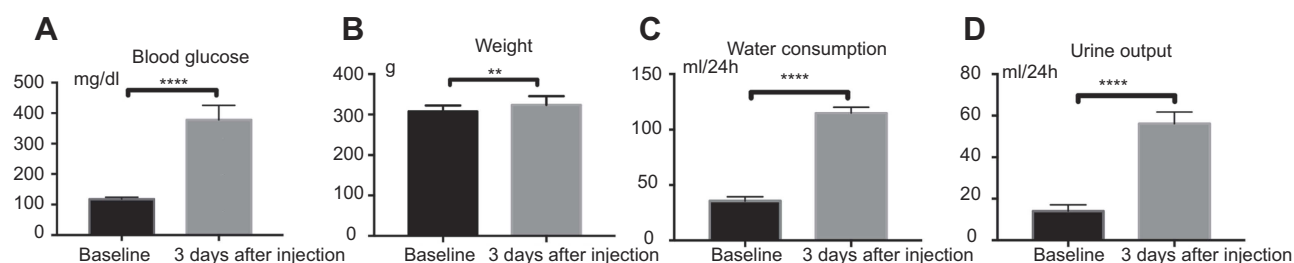 A
Blood glucose
mg/dl
****
500
400
300
200
100
0
Baseline 3 days after injection
B
Weight
g
**
400
300
200
100
0
Baseline 3 days after injection
C
Water consumption
ml/24h
****
150
100
50
0
Baseline 3 days after injection
D
Urine output
ml/24h
****
80
60
40
20
0
Baseline 3 days after injection